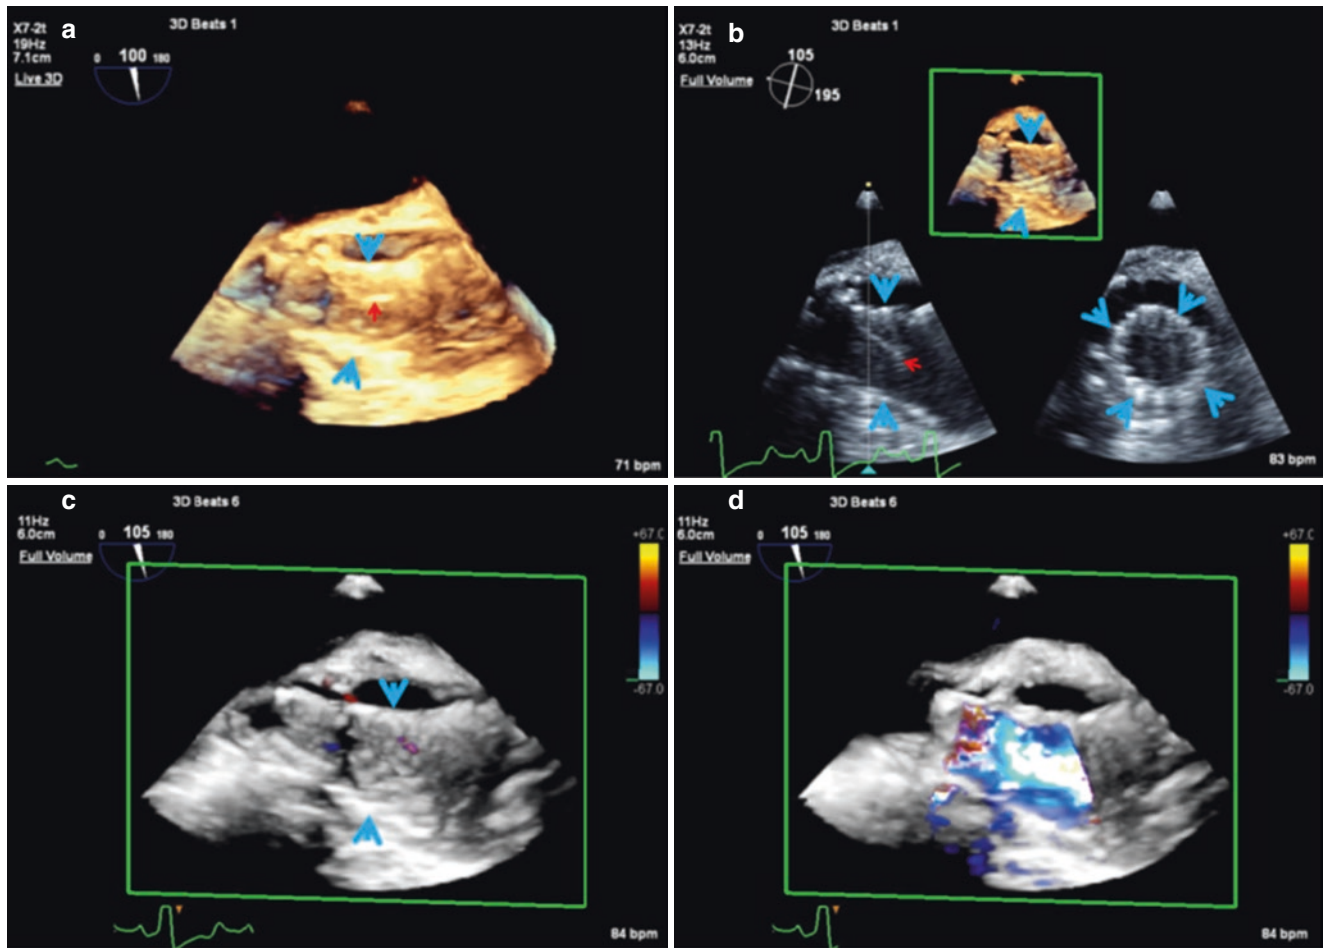 a
3D Beats 1
X7-2t
19Hz
7.1cm
Live 3D
0 100 180
71 bpm
b
3D Beats 1
X7-2t
13Hz
6.0cm
Full Volume
105
195
83 bpm
c
3D Beats 6
11Hz
6.0cm
Full Volume
0 105 180
+67.0
-67.0
84 bpm
d
3D Beats 6
11Hz
6.0cm
Full Volume
0 105 180
+67.0
-67.0
84 bpm